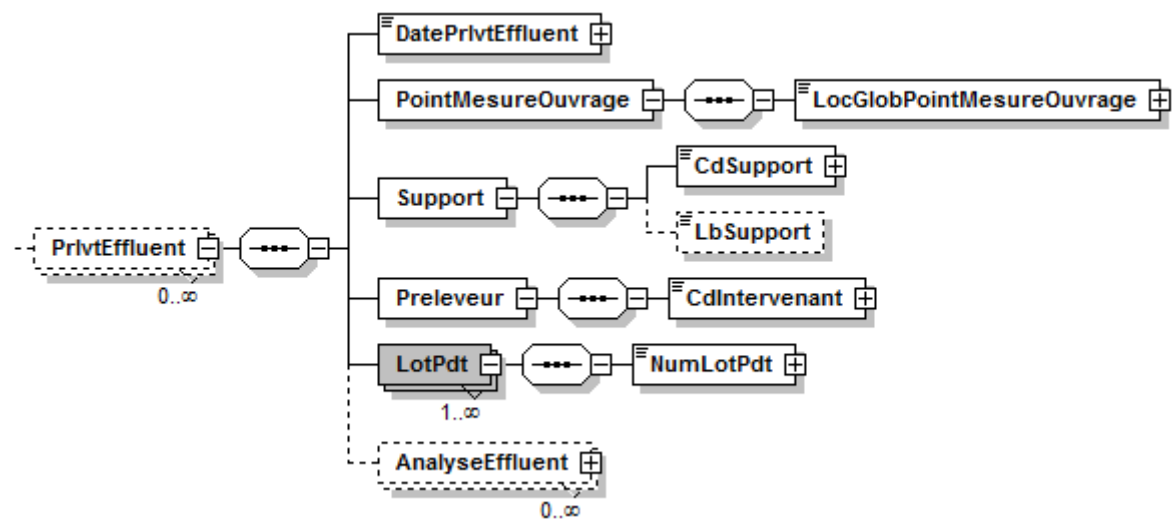 DatePrlvtEffluent
PointMesureOuvrage
LocGlobPointMesureOuvrage
CdSupport
Support
LbSupport
PrlvtEffluent
0..∞
Preleveur
CdIntervenant
LotPdt
NumLotPdt
1..∞
AnalyseEffluent
0..∞